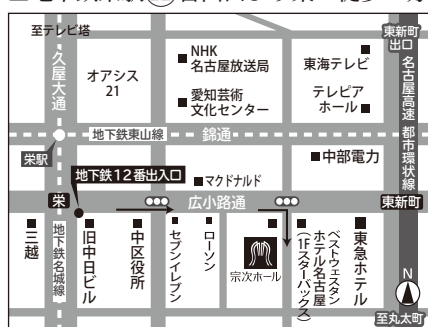 至テレビ塔
久屋大通
オアシス
21
NHK
名古屋放送局
愛知芸術
文化センター
東海テレビ
テレピア
ホール
東新町
出口
名古屋高速 都市環状線
地下鉄東山線
錦通
栄駅
中部電力
地下鉄12番出入口
マクドナルド
栄
広小路通
東新町
三越
地下鉄名城線
旧中日ビル
中区役所
セブンイレブン
ローソン
宗次ホール
ベストウェスタン
ホテル名古屋
(1Fスターバックス)
東急ホテル
N
至丸太町